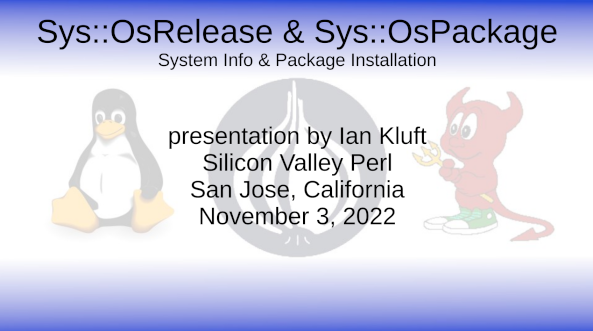 Sys::OsRelease & Sys::OsPackage
System Info & Package Installation
presentation by Ian Kluft
Silicon Valley Perl
San Jose, California
November 3, 2022